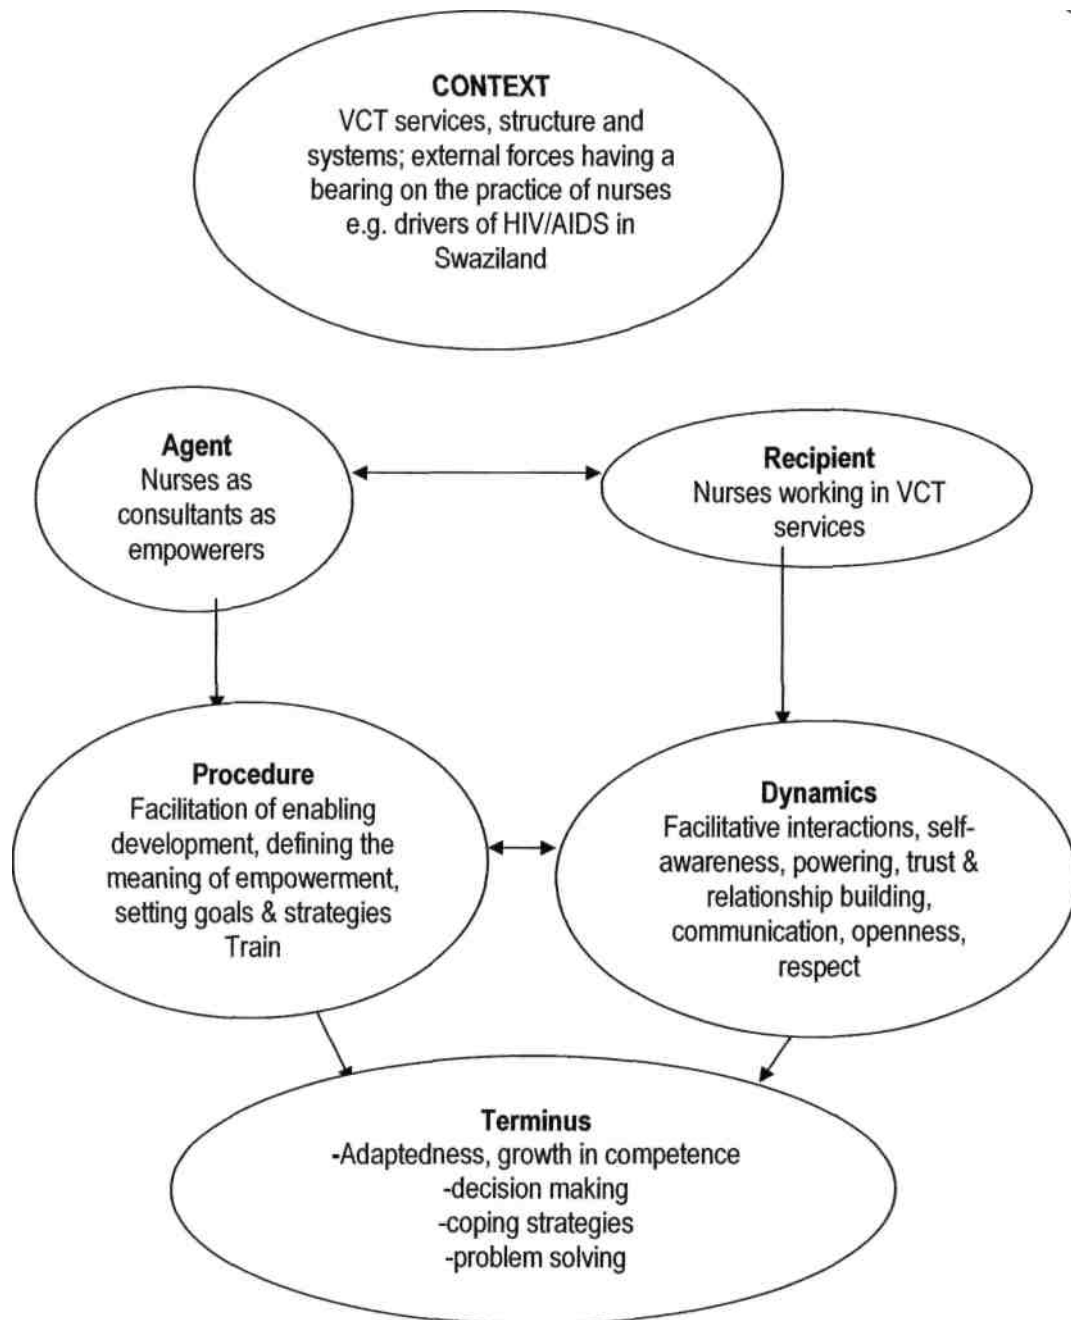 CONTEXT
VCT services, structure and
systems; external forces having a
bearing on the practice of nurses
e.g. drivers of HIV/AIDS in
Swaziland
Agent
Nurses as
consultants as
empowerers
Recipient
Nurses working in VCT
services
Procedure
Facilitation of enabling
development, defining the
meaning of empowerment,
setting goals & strategies
Train
Dynamics
Facilitative interactions, self-
awareness, powering, trust &
relationship building,
communication, openness,
respect
Terminus
-Adaptedness, growth in competence
-decision making
-coping strategies
-problem solving